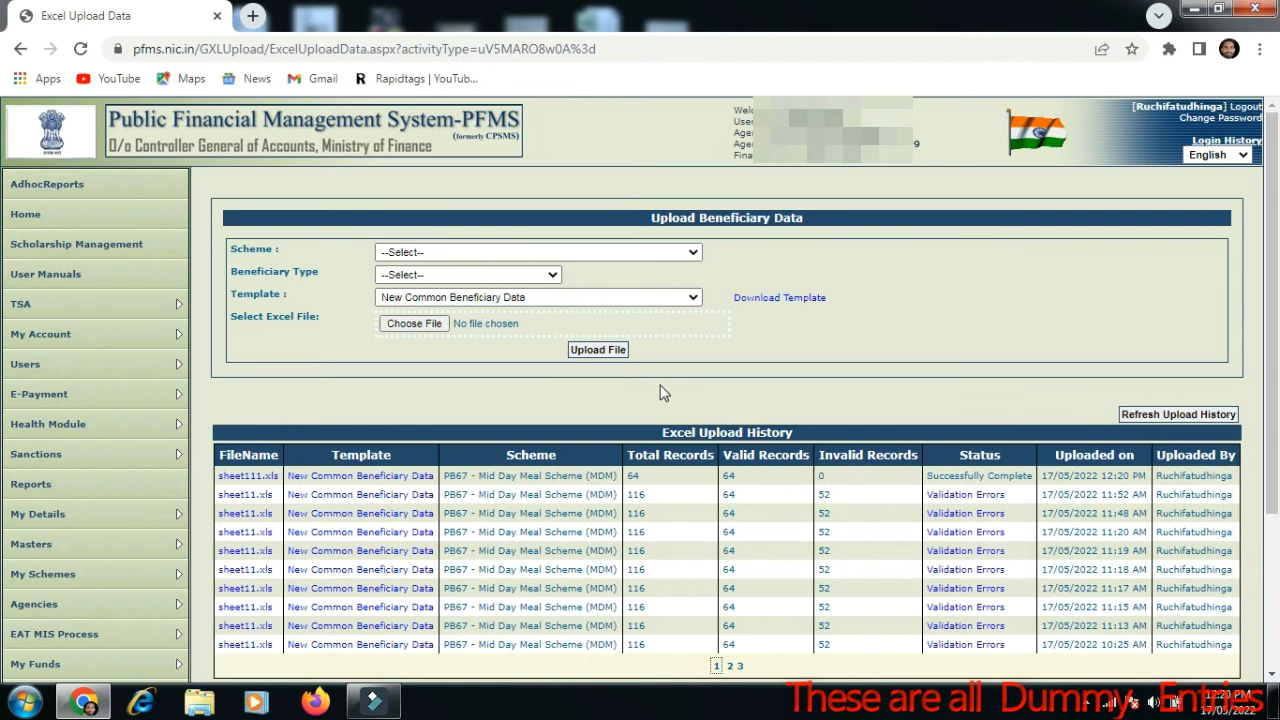 Excel Upload Data
pfms.nic.in/GXLUpload/ExcelUploadData.aspx?activityType=uV5MARO8w0A%3d
Apps YouTube Maps News Gmail Rapidtags | YouTub...
Public Financial Management System-PFMS
(formerly CPSMS)
O/o Controller General of Accounts, Ministry of Finance
Welc
User
Agen
Agen 9
Fina
[Ruchifatudhinga] Logout
Change Password
Login History
English
AdhocReports
Home
Scholarship Management
User Manuals
TSA
My Account
Users
E-Payment
Health Module
Sanctions
Reports
My Details
Masters
My Schemes
Agencies
EAT MIS Process
My Funds
Upload Beneficiary Data
Scheme : --Select--
Beneficiary Type --Select--
Template : New Common Beneficiary Data Download Template
Select Excel File: Choose File No file chosen
Upload File
Refresh Upload History
Excel Upload History
FileName Template Scheme Total Records Valid Records Invalid Records Status Uploaded on Uploaded By
sheet111.xls New Common Beneficiary Data PB67 - Mid Day Meal Scheme (MDM) 64 64 0 Successfully Complete 17/05/2022 12:20 PM Ruchifatudhinga
sheet11.xls New Common Beneficiary Data PB67 - Mid Day Meal Scheme (MDM) 116 64 52 Validation Errors 17/05/2022 11:52 AM Ruchifatudhinga
sheet11.xls New Common Beneficiary Data PB67 - Mid Day Meal Scheme (MDM) 116 64 52 Validation Errors 17/05/2022 11:48 AM Ruchifatudhinga
sheet11.xls New Common Beneficiary Data PB67 - Mid Day Meal Scheme (MDM) 116 64 52 Validation Errors 17/05/2022 11:20 AM Ruchifatudhinga
sheet11.xls New Common Beneficiary Data PB67 - Mid Day Meal Scheme (MDM) 116 64 52 Validation Errors 17/05/2022 11:19 AM Ruchifatudhinga
sheet11.xls New Common Beneficiary Data PB67 - Mid Day Meal Scheme (MDM) 116 64 52 Validation Errors 17/05/2022 11:18 AM Ruchifatudhinga
sheet11.xls New Common Beneficiary Data PB67 - Mid Day Meal Scheme (MDM) 116 64 52 Validation Errors 17/05/2022 11:17 AM Ruchifatudhinga
sheet11.xls New Common Beneficiary Data PB67 - Mid Day Meal Scheme (MDM) 116 64 52 Validation Errors 17/05/2022 11:15 AM Ruchifatudhinga
sheet11.xls New Common Beneficiary Data PB67 - Mid Day Meal Scheme (MDM) 116 64 52 Validation Errors 17/05/2022 11:13 AM Ruchifatudhinga
sheet11.xls New Common Beneficiary Data PB67 - Mid Day Meal Scheme (MDM) 116 64 52 Validation Errors 17/05/2022 10:25 AM Ruchifatudhinga
1 2 3
These are all Dummy Entries
12:20 PM
17/05/2022